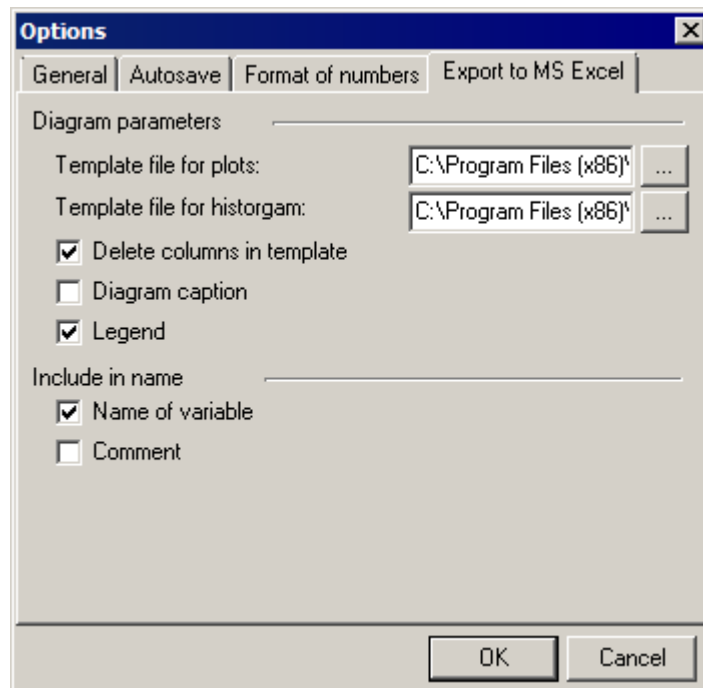 Options
General Autosave Format of numbers Export to MS Excel
Diagram parameters
Template file for plots: C:\Program Files (x86)\ ...
Template file for historgam: C:\Program Files (x86)\ ...
Delete columns in template
Diagram caption
Legend
Include in name
Name of variable
Comment
OK Cancel